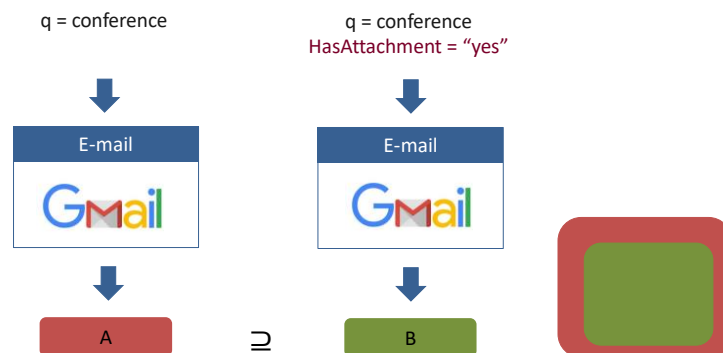 q = conference
E-mail
Gmail
A
⊇
q = conference
HasAttachment = “yes”
E-mail
Gmail
B